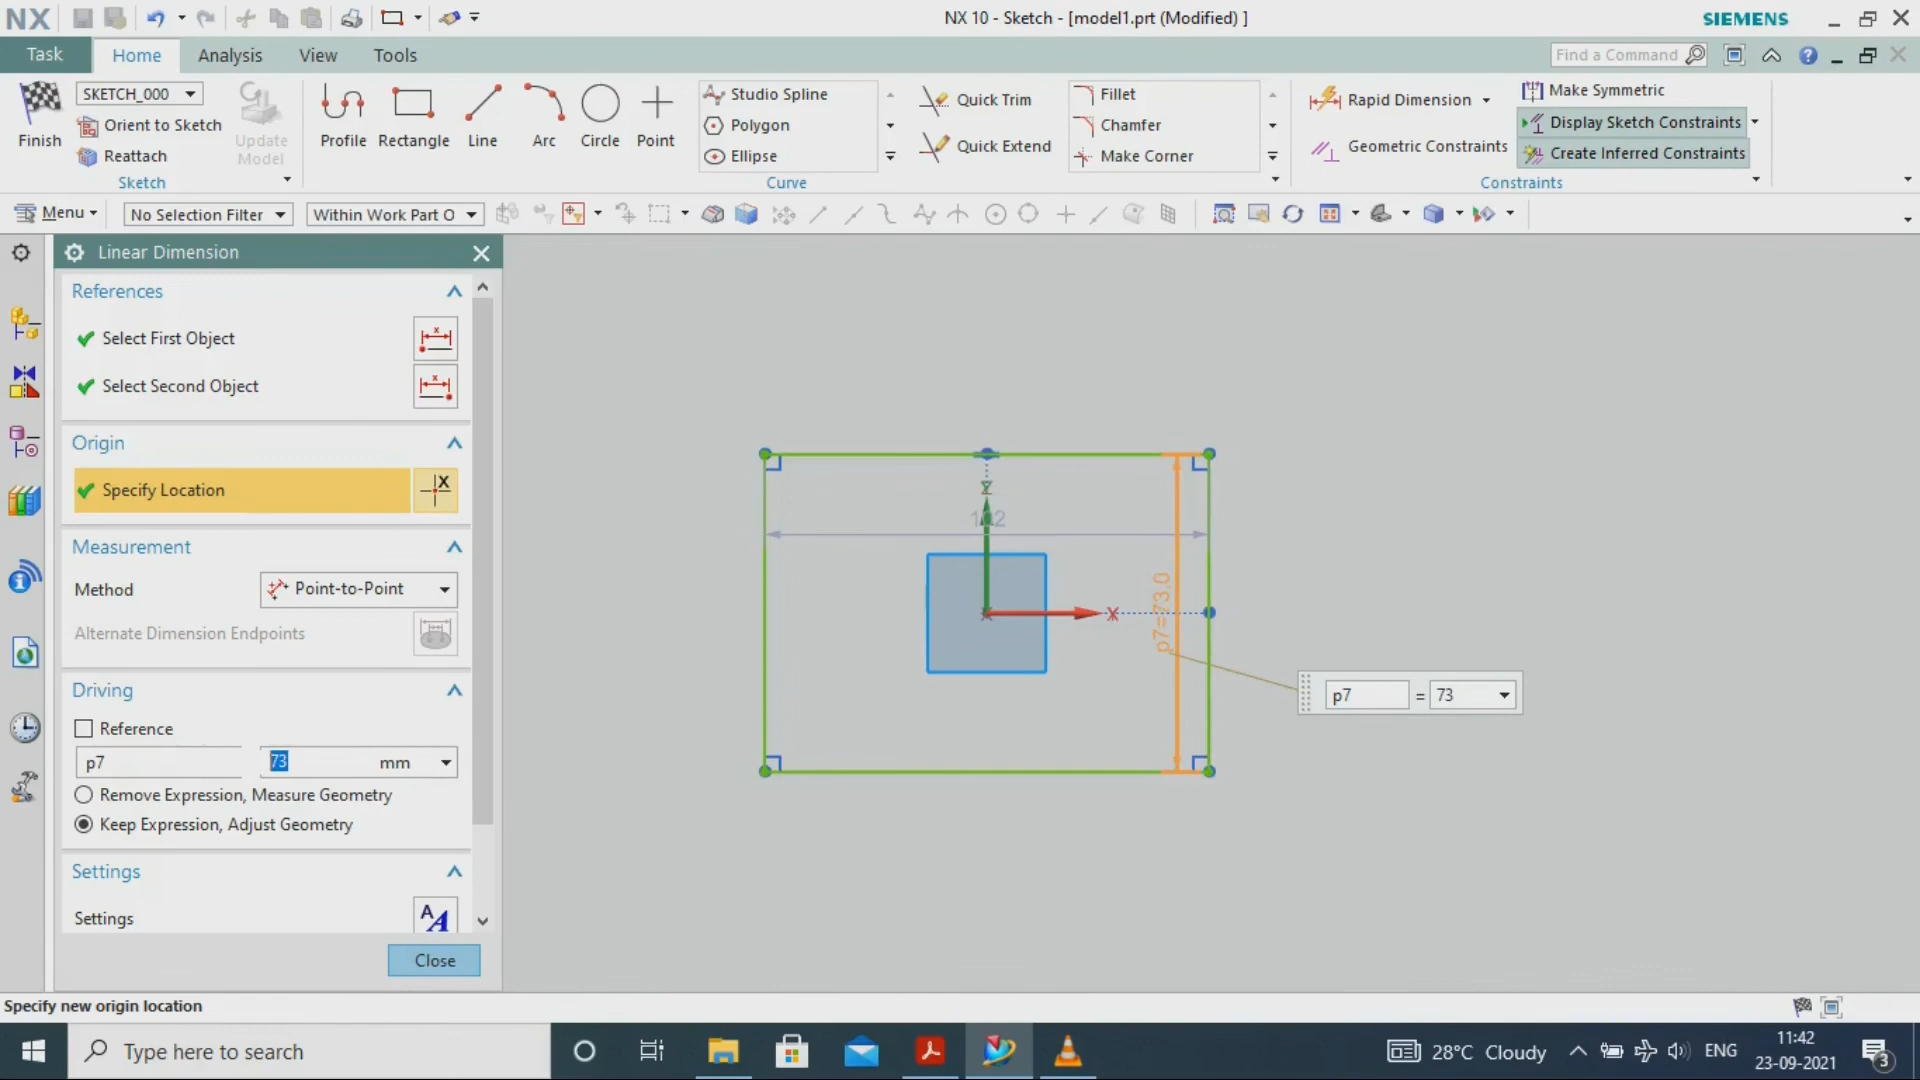 NX
NX 10 - Sketch - [model1.prt (Modified) ]
SIEMENS
Task
Home
Analysis
View
Tools
Find a Command
Finish
SKETCH_000
Orient to Sketch
Reattach
Update
Model
Sketch
Profile
Rectangle
Line
Arc
Circle
Point
Studio Spline
Polygon
Ellipse
Quick Trim
Quick Extend
Fillet
Chamfer
Make Corner
Curve
Rapid Dimension
Geometric Constraints
Make Symmetric
Display Sketch Constraints
Create Inferred Constraints
Constraints
Menu
No Selection Filter
Within Work Part O
Linear Dimension
References
Select First Object
Select Second Object
Origin
Specify Location
Measurement
Method
Point-to-Point
Alternate Dimension Endpoints
Driving
Reference
p7
73
mm
Remove Expression, Measure Geometry
Keep Expression, Adjust Geometry
Settings
Settings
Close
X
p7=73,0
p7 = 73
Specify new origin location
Type here to search
28°C Cloudy
ENG
11:42
23-09-2021
3